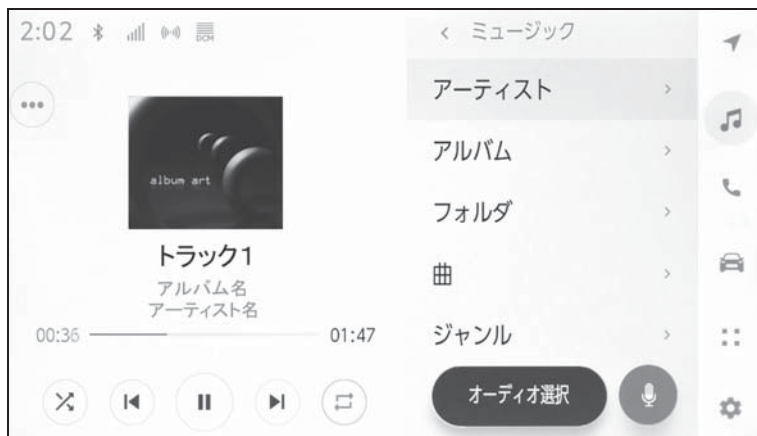 2:02
DCM
album art
トラック1
アルバム名
アーティスト名
00:36
01:47
ミュージック
アーティスト
アルバム
フォルダ
曲
ジャンル
オーディオ選択